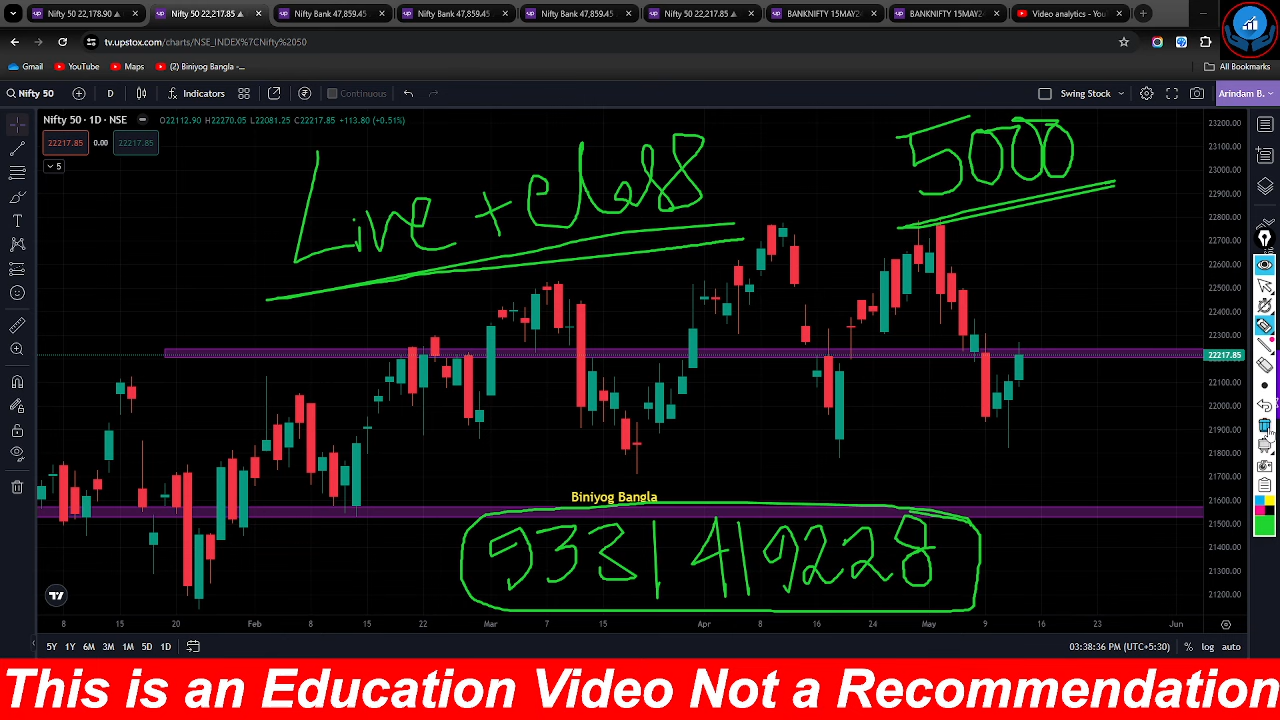 Nifty 50 22,178.90 ▲
Nifty 50 22,217.85 ▲
Nifty Bank 47,859.45
Nifty Bank 47,859.45
Nifty Bank 47,859.45
Nifty 50 22,217.85 ▲
BANKNIFTY 15MAY24
BANKNIFTY 15MAY24
Video analytics - You
tv.upstox.com/charts/NSE_INDEX%7CNifty%2050
Gmail
YouTube
Maps
(2) Biniyog Bangla -...
All Bookmarks
Nifty 50
D
Indicators
Continuous
Swing Stock
Arindam B.
Nifty 50 · 1D · NSE
O22112.90 H22270.05 L22081.25 C22217.85 +113.80 (+0.51%)
22217.85 0.00 22217.85
5
Live + class
5000
23200.00
23100.00
23000.00
22900.00
22800.00
22700.00
22600.00
22500.00
22400.00
22300.00
22217.85
22100.00
22000.00
21900.00
21800.00
21700.00
21600.00
21500.00
21400.00
21300.00
21200.00
Biniyog Bangla
8 15 20 Feb 8 15 22 Mar 7 15 Apr 8 16 24 May 9 16 23 Jun
5Y 1Y 6M 3M 1M 5D 1D
03:38:36 PM (UTC+5:30)
% log auto
This is an Education Video Not a Recommendation